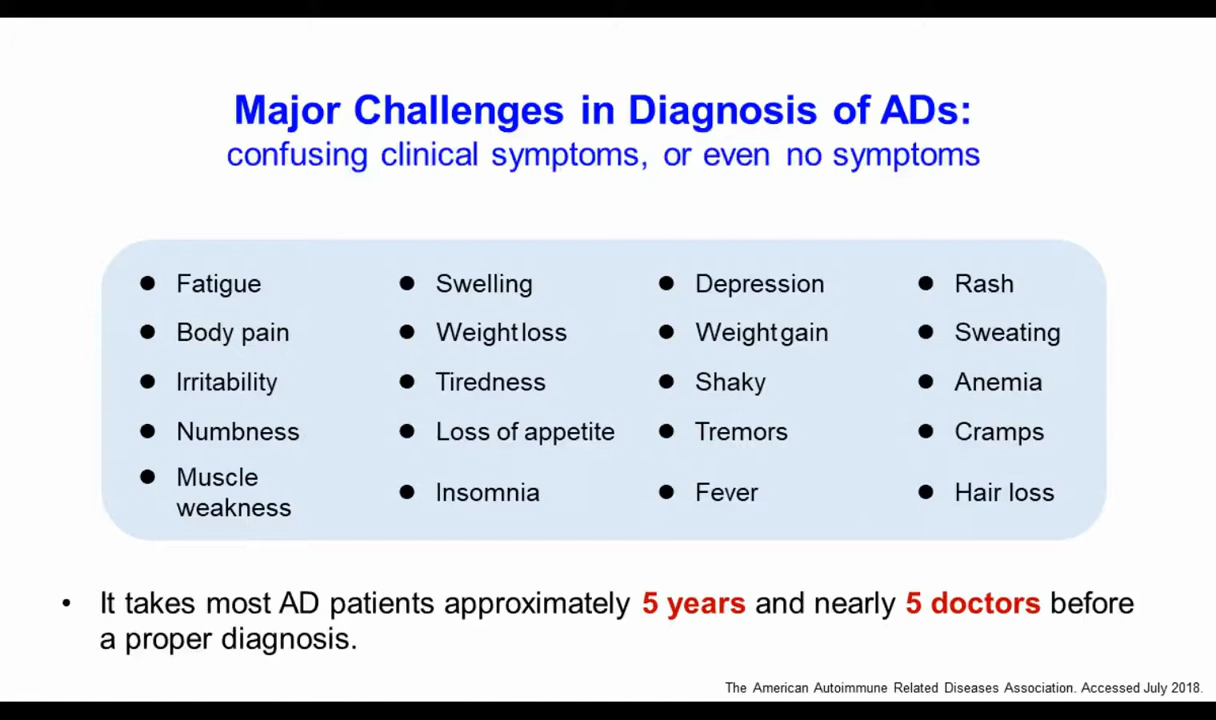 Major Challenges in Diagnosis of ADs:
confusing clinical symptoms, or even no symptoms
● Fatigue
● Body pain
● Irritability
● Numbness
● Muscle
weakness
● Swelling
● Weight loss
● Tiredness
● Loss of appetite
● Insomnia
● Depression
● Weight gain
● Shaky
● Tremors
● Fever
● Rash
● Sweating
● Anemia
● Cramps
● Hair loss
• It takes most AD patients approximately 5 years and nearly 5 doctors before
a proper diagnosis.
The American Autoimmune Related Diseases Association. Accessed July 2018.